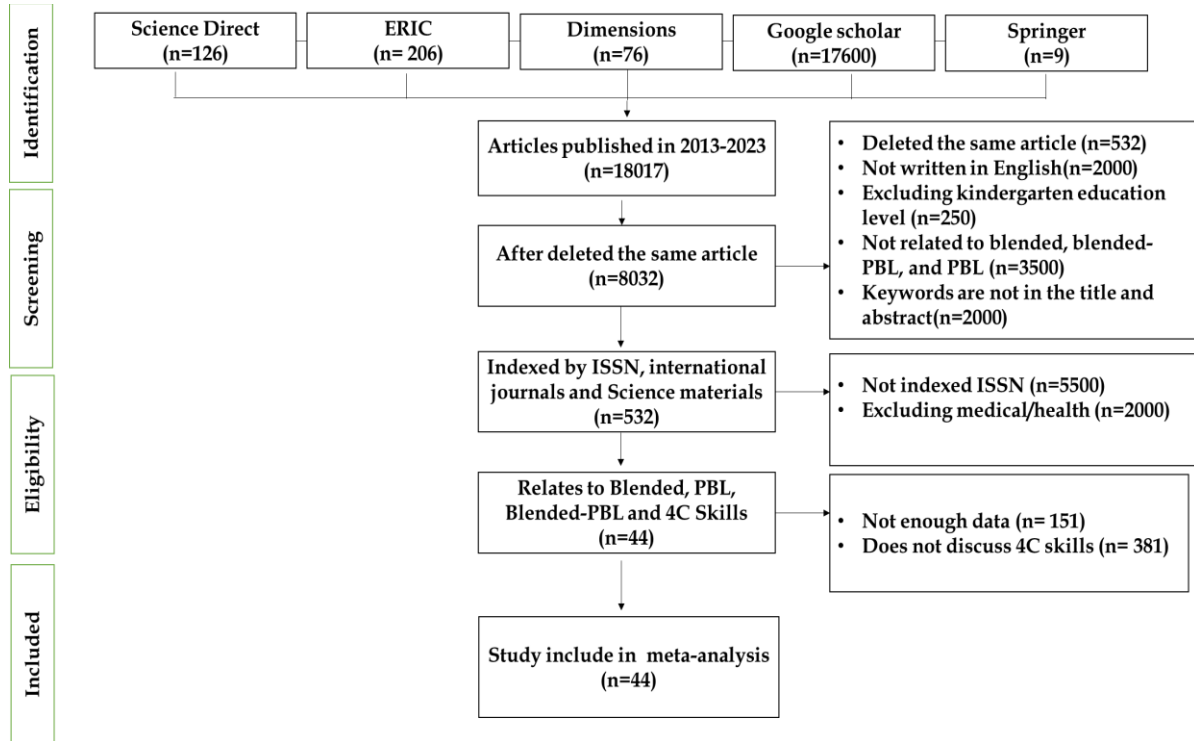 Identification
Science Direct
(n=126)
ERIC
(n= 206)
Dimensions
(n=76)
Google scholar
(n=17600)
Springer
(n=9)
Articles published in 2013-2023
(n=18017)
• Deleted the same article (n=532)
• Not written in English(n=2000)
• Excluding kindergarten education
level (n=250)
• Not related to blended, blended-
PBL, and PBL (n=3500)
• Keywords are not in the title and
abstract(n=2000)
Screening
After deleted the same article
(n=8032)
Indexed by ISSN, international
journals and Science materials
(n=532)
• Not indexed ISSN (n=5500)
• Excluding medical/health (n=2000)
Eligibility
Relates to Blended, PBL,
Blended-PBL and 4C Skills
(n=44)
• Not enough data (n= 151)
• Does not discuss 4C skills (n= 381)
Included
Study include in meta-analysis
(n=44)